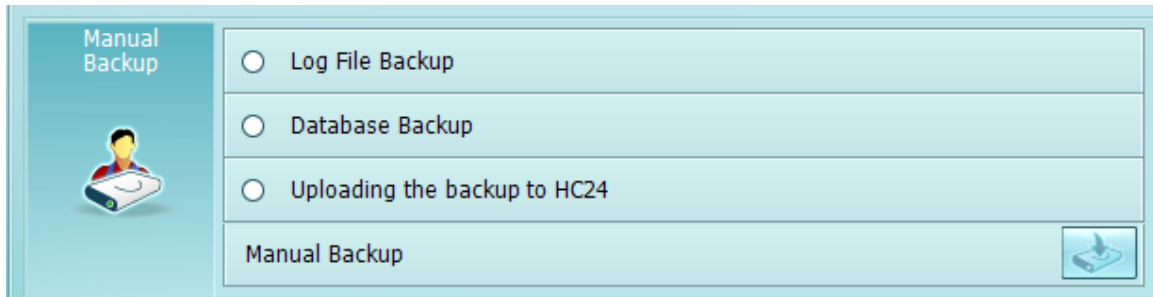 Manual
Backup
Log File Backup
Database Backup
Uploading the backup to HC24
Manual Backup